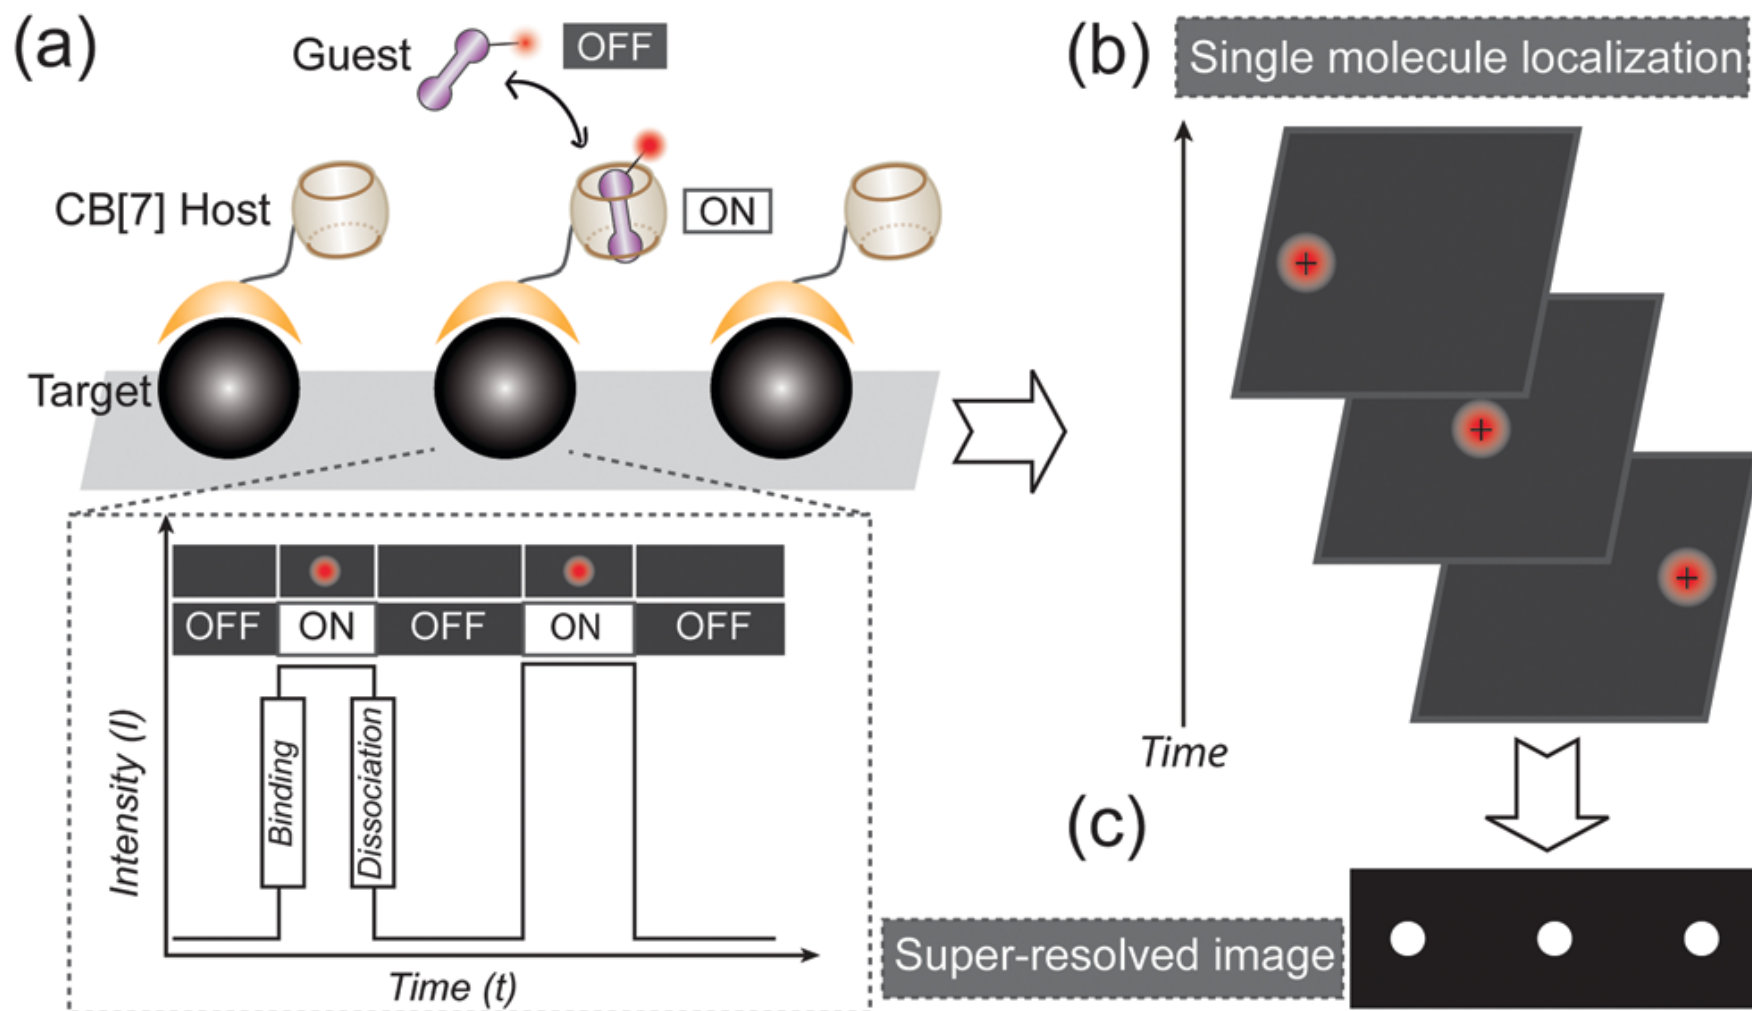 (a)
Guest
OFF
CB[7] Host
ON
Target
OFF
ON
OFF
ON
OFF
Binding
Dissociation
Intensity (I)
Time (t)
(b)
Single molecule localization
Time
(c)
Super-resolved image